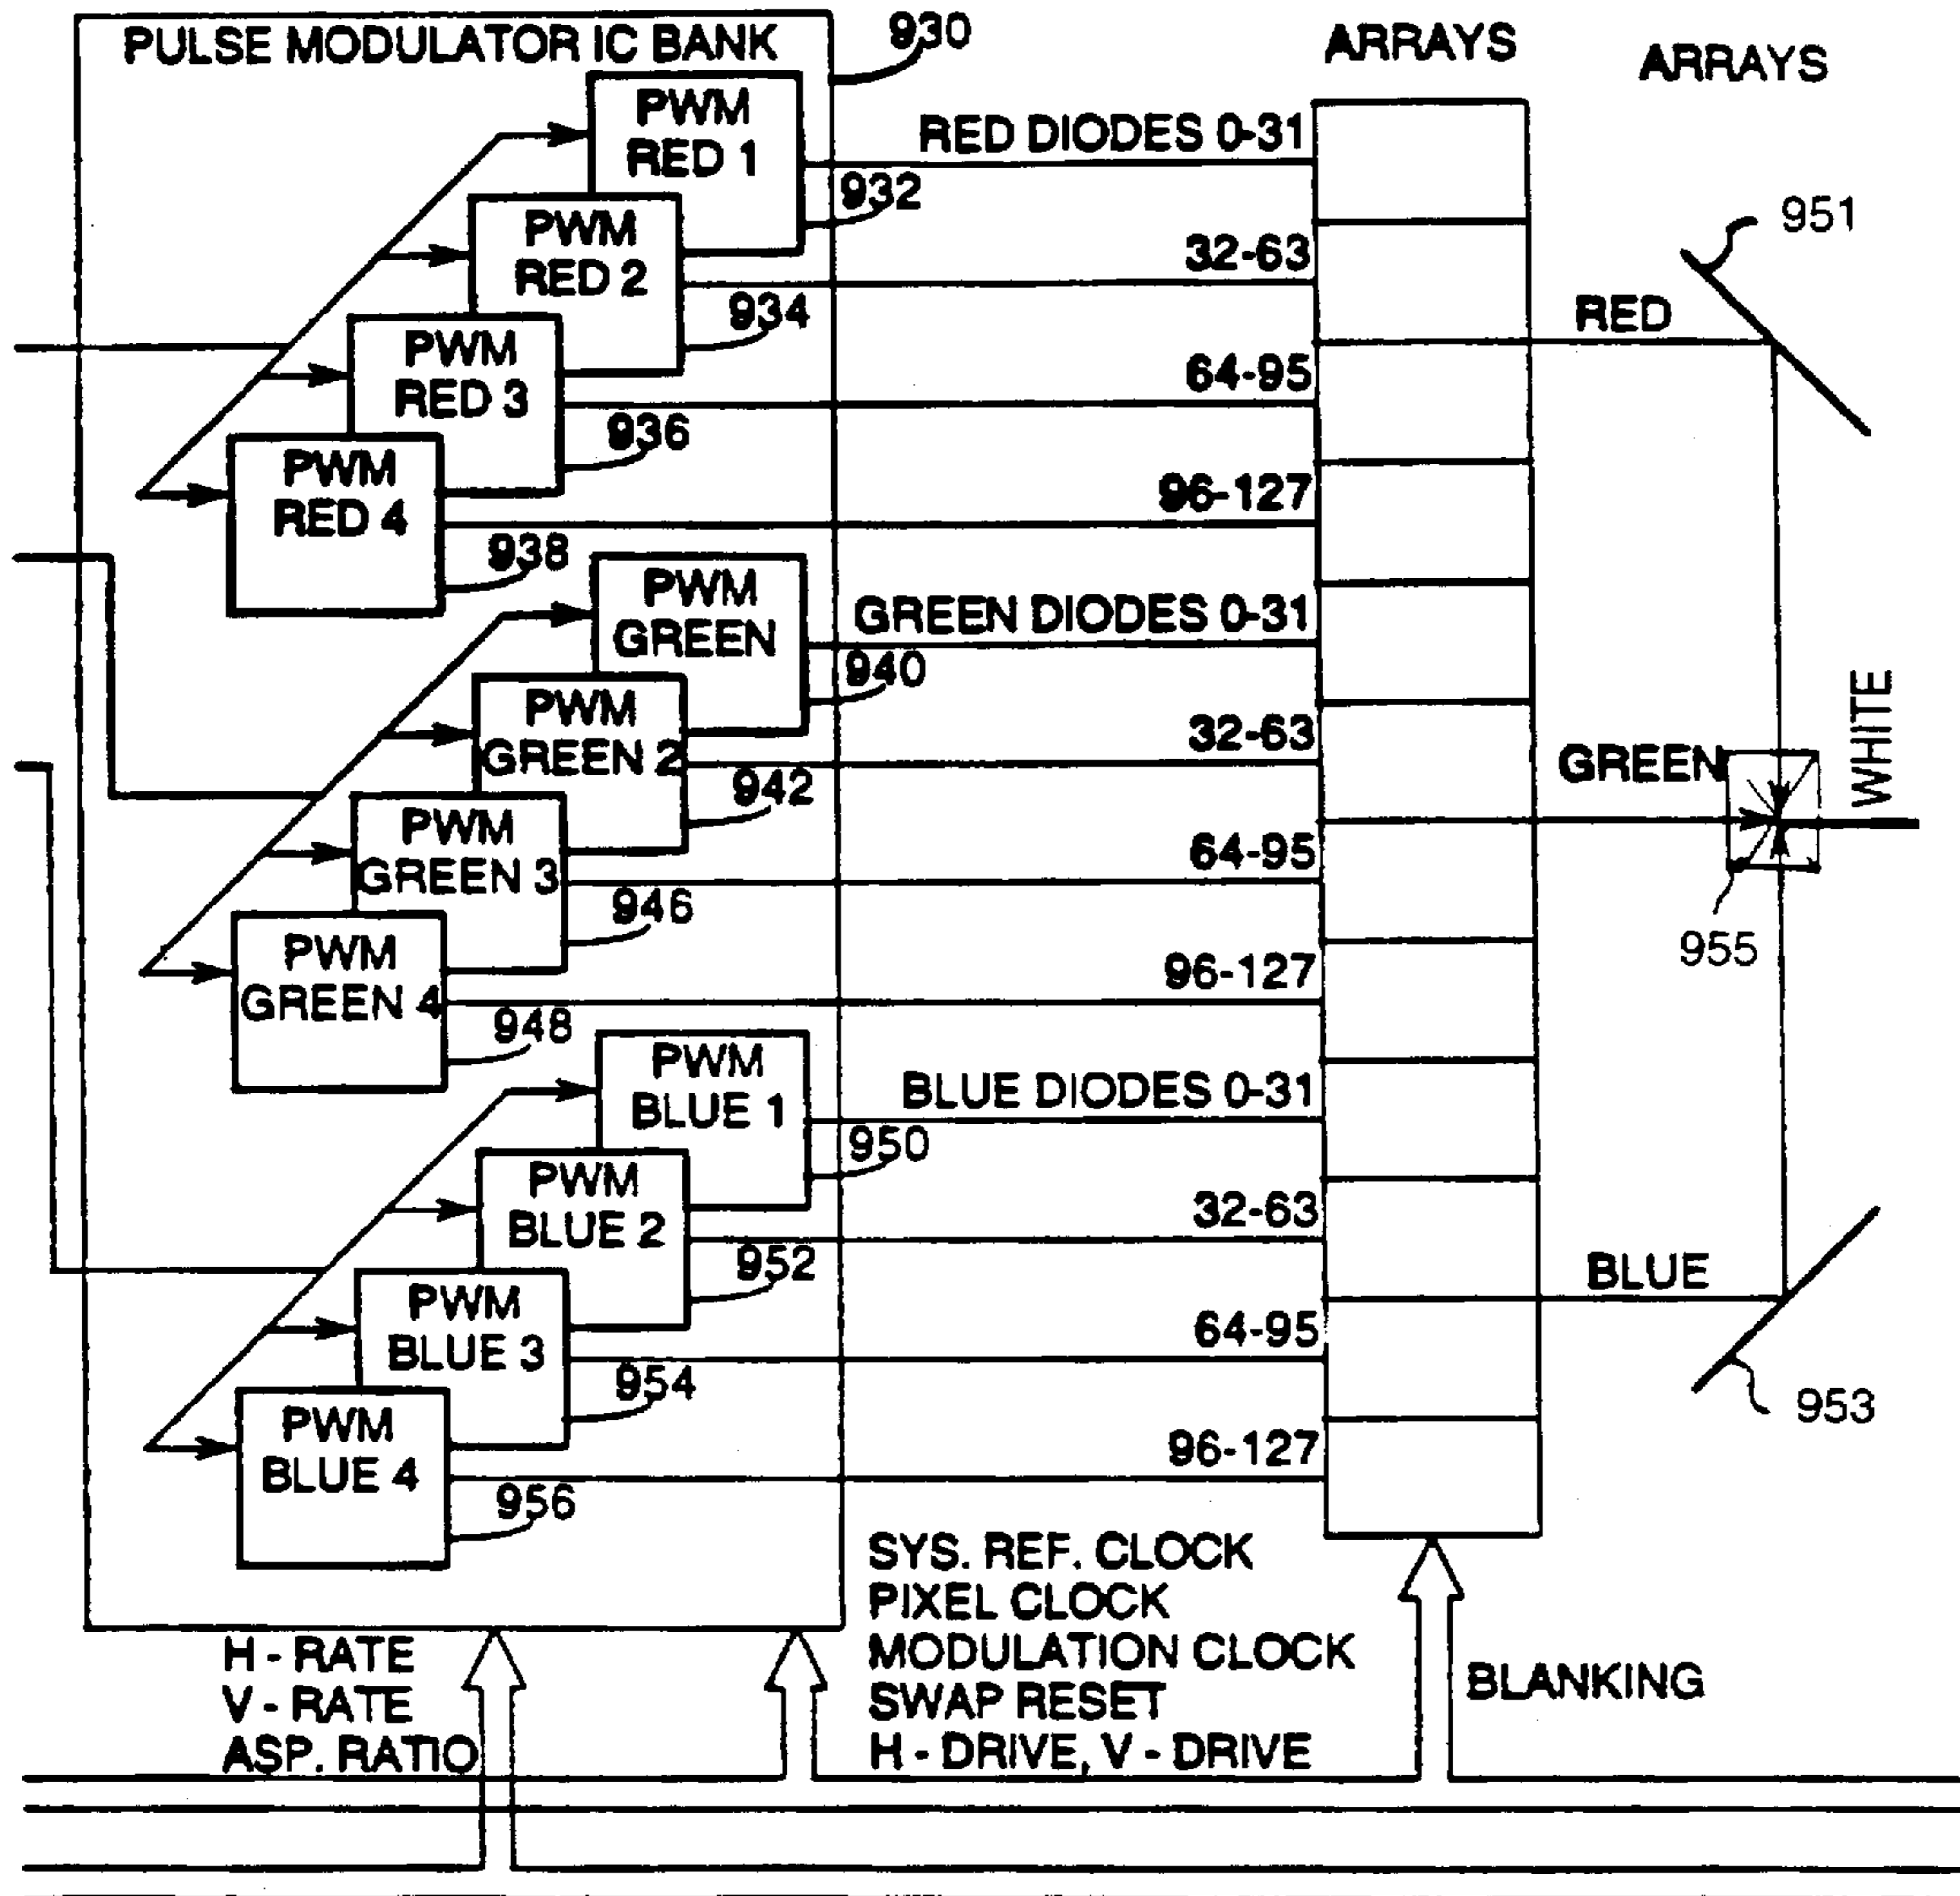 PULSE MODULATOR IC BANK
930
ARRAYS
ARRAYS
PWM
RED 1
RED DIODES 0-31
932
951
PWM
RED 2
32-63
934
RED
PWM
RED 3
64-95
936
PWM
RED 4
96-127
938
PWM
GREEN
GREEN DIODES 0-31
940
PWM
GREEN 2
32-63
942
GREEN
WHITE
PWM
GREEN 3
64-95
946
955
PWM
GREEN 4
96-127
948
PWM
BLUE 1
BLUE DIODES 0-31
950
PWM
BLUE 2
32-63
952
BLUE
PWM
BLUE 3
64-95
954
953
PWM
BLUE 4
96-127
956
SYS. REF. CLOCK
PIXEL CLOCK
MODULATION CLOCK
SWAP RESET
H - DRIVE, V - DRIVE
H - RATE
V - RATE
ASP. RATIO
BLANKING